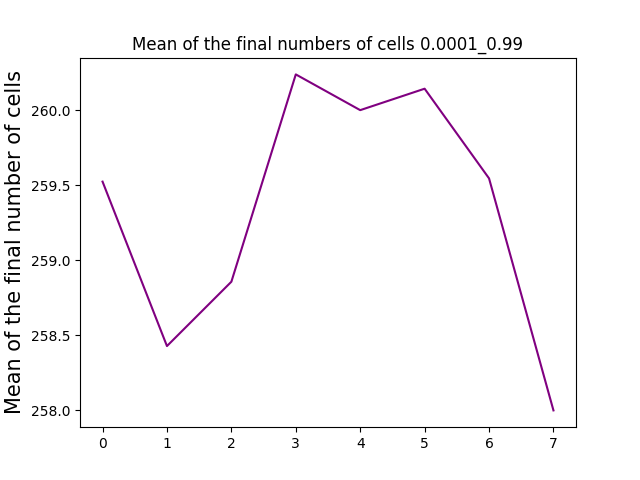 Mean of the final numbers of cells 0.0001_0.99
Mean of the final number of cells
260.0
259.5
259.0
258.5
258.0
0 1 2 3 4 5 6 7